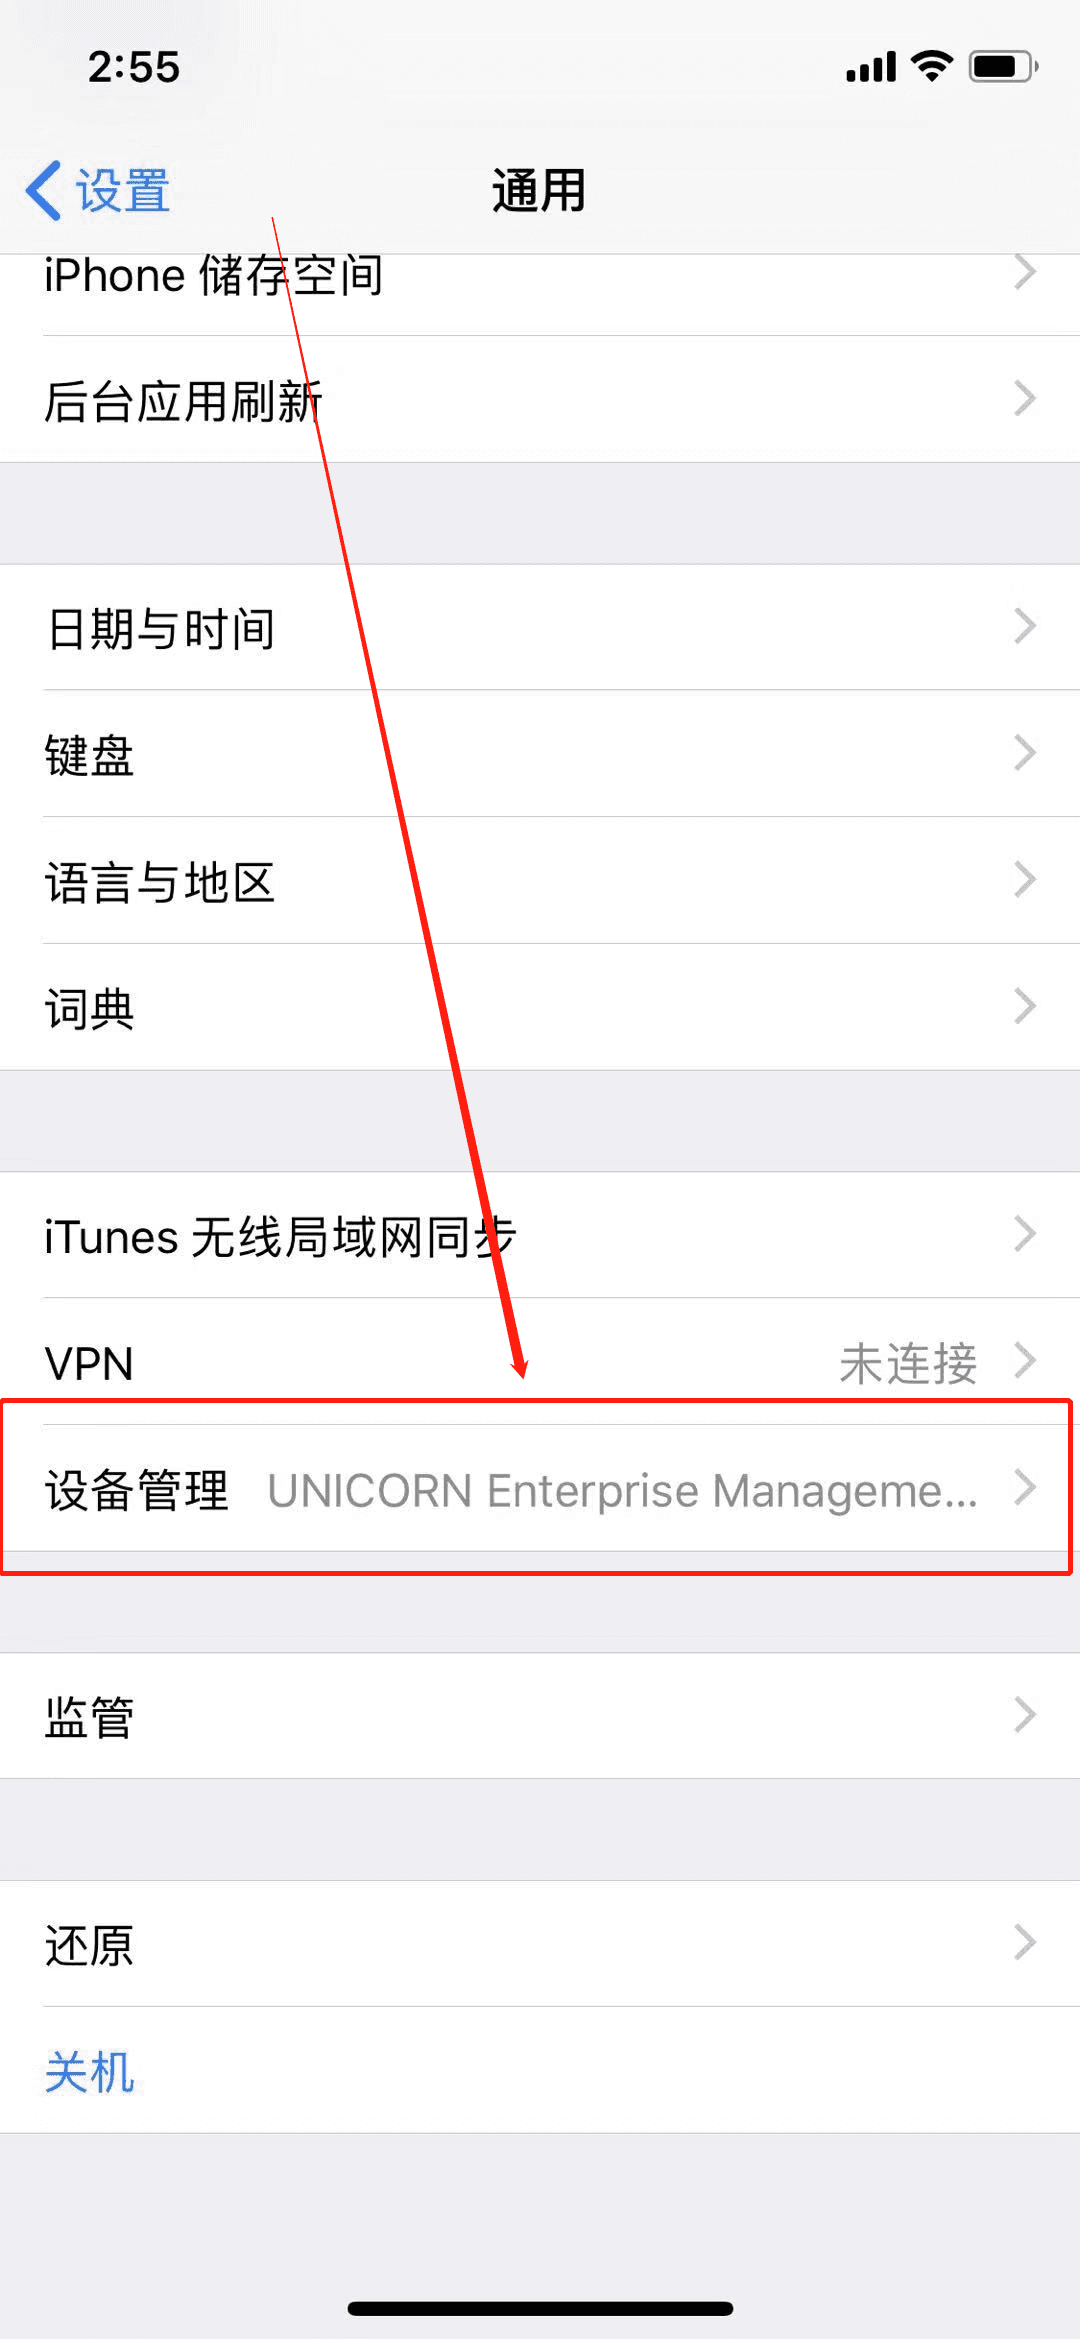 2:55
设置
通用
iPhone 储存空间
后台应用刷新
日期与时间
键盘
语言与地区
词典
iTunes 无线局域网同步
VPN 未连接
设备管理 UNICORN Enterprise Manageme...
监管
还原
关机